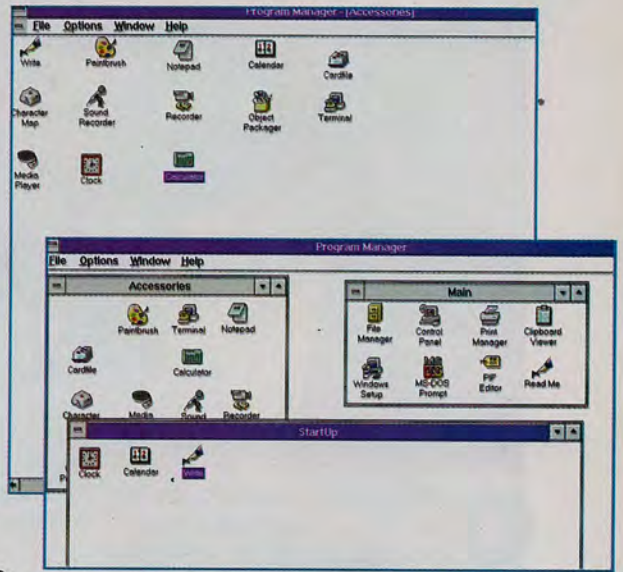 Program Manager - [Accessories]
File Options Window Help
Write Paintbrush Notepad Calendar Cardfile
Character Map Sound Recorder Recorder Object Packager Terminal
Media Player Clock Calculator
Program Manager
File Options Window Help
Accessories
Paintbrush Terminal Notepad
Cardfile Calculator
Character Media Sound Recorder
Main
File Manager Control Panel Print Manager Clipboard Viewer
Windows Setup MS-DOS Prompt PIF Editor Read Me
StartUp
Clock Calendar Write